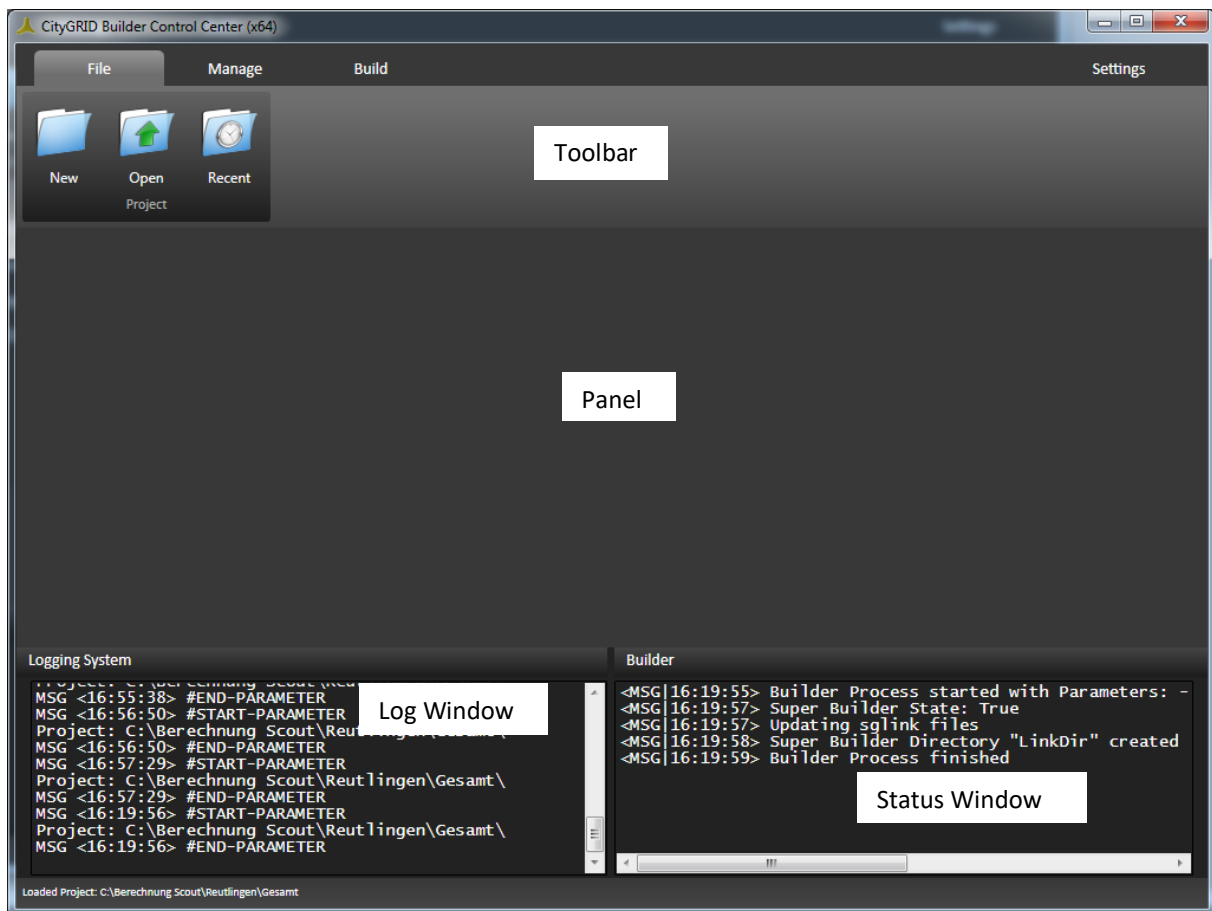 CityGRID Builder Control Center (x64)
Settings
File Manage Build Settings
Toolbar
New Open Recent
Project
Panel
Logging System
Project: C:\Berechnung Scout\
MSG <16:55:38> #END-PARAMETER
MSG <16:56:50> #START-PARAMETER
Log Window
Project: C:\Berechnung Scout\Reutlingen\Gesamt\
MSG <16:56:50> #END-PARAMETER
MSG <16:57:29> #START-PARAMETER
Project: C:\Berechnung Scout\Reutlingen\Gesamt\
MSG <16:57:29> #END-PARAMETER
MSG <16:19:56> #START-PARAMETER
Project: C:\Berechnung Scout\Reutlingen\Gesamt\
MSG <16:19:56> #END-PARAMETER
Builder
<MSG|16:19:55> Builder Process started with Parameters: -
<MSG|16:19:57> Super Builder State: True
<MSG|16:19:57> Updating sglink files
<MSG|16:19:58> Super Builder Directory "LinkDir" created
<MSG|16:19:59> Builder Process finished
Status Window
Loaded Project: C:\Berechnung Scout\Reutlingen\Gesamt